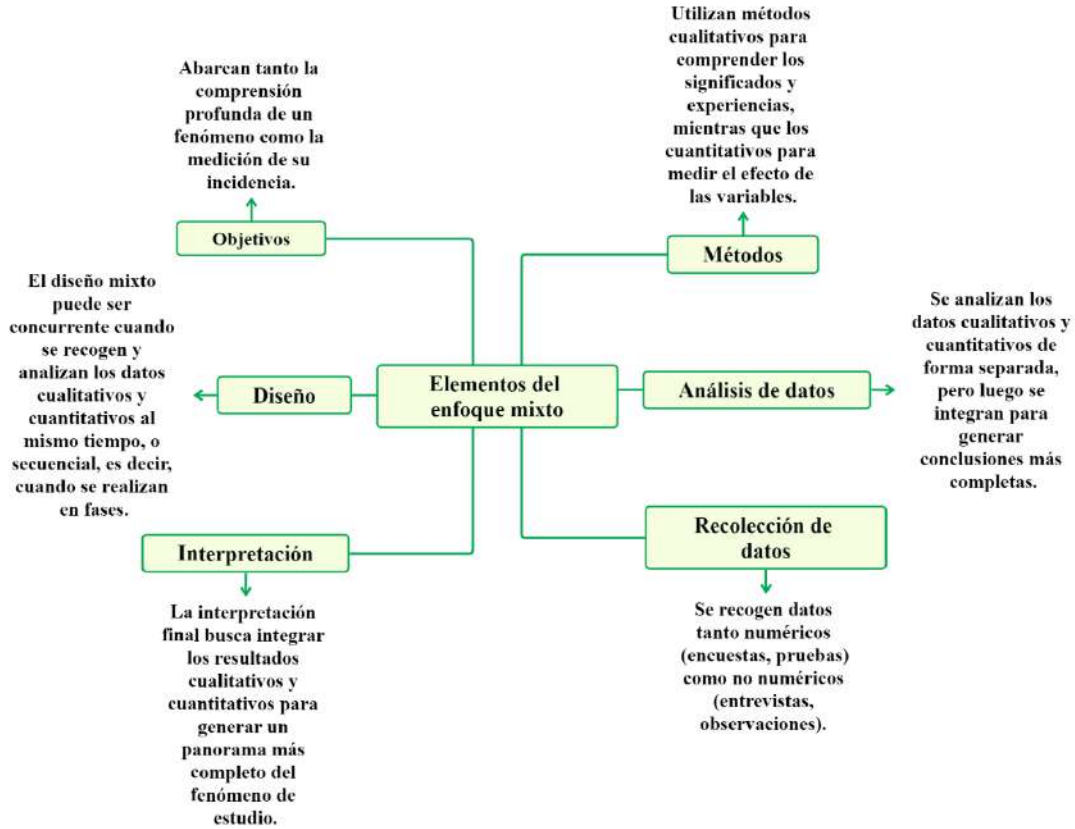 Utilizan métodos
cualitativos para
comprender los
significados y
experiencias,
mientras que los
cuantitativos para
medir el efecto de
las variables.
Abarcan tanto la
comprensión
profunda de un
fenómeno como la
medición de su
incidencia.
Objetivos
Métodos
El diseño mixto
puede ser
concurrente cuando
se recogen y
analizan los datos
cualitativos y
cuantitativos al
mismo tiempo, o
secuencial, es decir,
cuando se realizan
en fases.
Diseño
Elementos del
enfoque mixto
Análisis de datos
Se analizan los
datos cualitativos y
cuantitativos de
forma separada,
pero luego se
integran para
generar
conclusiones más
completas.
Interpretación
Recolección de
datos
La interpretación
final busca integrar
los resultados
cualitativos y
cuantitativos para
generar un
panorama más
completo del
fenómeno de
estudio.
Se recogen datos
tanto numéricos
(encuestas, pruebas)
como no numéricos
(entrevistas,
observaciones).